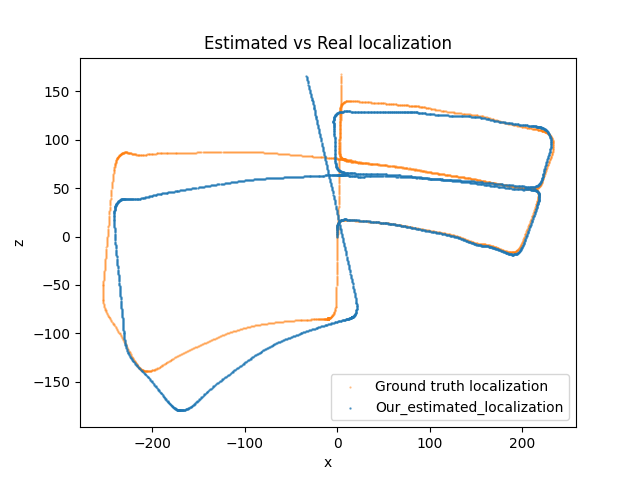 Estimated vs Real localization
150
100
50
0
−50
−100
−150
z
−200
−100
0
100
200
x
Ground truth localization
Our_estimated_localization